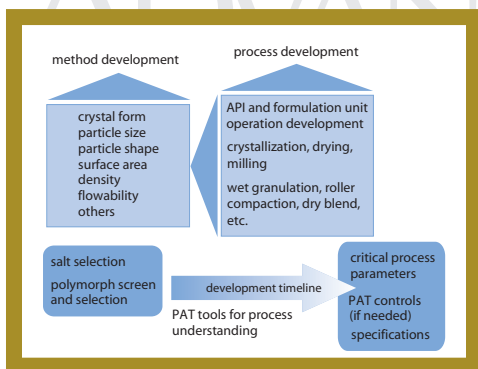 method development
process development
crystal form
particle size
particle shape
surface area
density
flowability
others
API and formulation unit
operation development
crystallization, drying,
milling
wet granulation, roller
compaction, dry blend,
etc.
salt selection
polymorph screen
and selection
development timeline
PAT tools for process
understanding
critical process
parameters
PAT controls
(if needed)
specifications